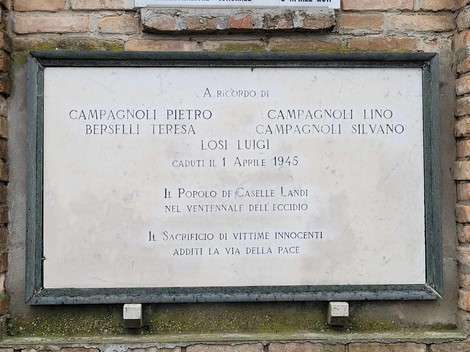 A RICORDO DI
CAMPAGNOLI PIETRO CAMPAGNOLI LINO
BERSELLI TERESA CAMPAGNOLI SILVANO
LOSI LUIGI
CADUTI IL 1 APRILE 1945
IL POPOLO DI CASELLE LANDI
NEL VENTENNALE DELL'ECCIDIO
IL SACRIFICIO DI VITTIME INNOCENTI
ADDITI LA VIA DELLA PACE